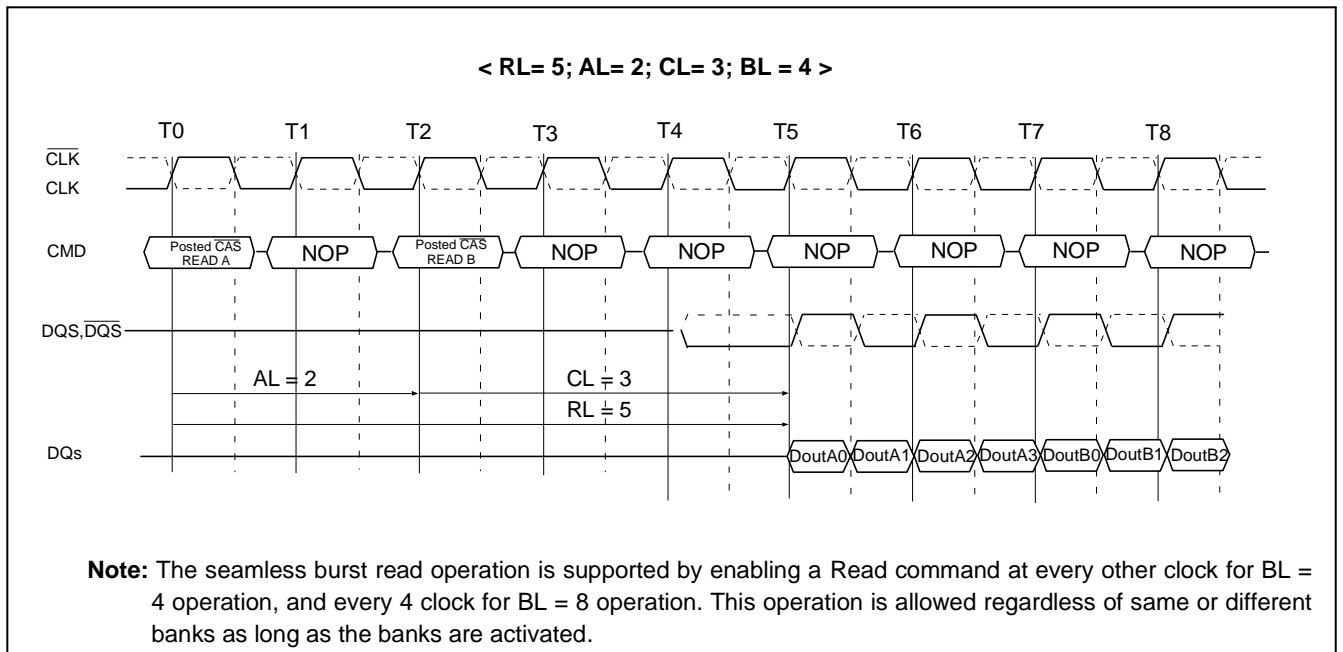 < RL= 5; AL= 2; CL= 3; BL = 4 >
T0 T1 T2 T3 T4 T5 T6 T7 T8
CLK
CLK
CMD
Posted CAS
READ A
NOP
Posted CAS
READ B
NOP NOP NOP NOP NOP NOP
DQS,DQS
AL = 2 CL = 3
RL = 5
DQs
DoutA0 DoutA1 DoutA2 DoutA3 DoutB0 DoutB1 DoutB2
Note: The seamless burst read operation is supported by enabling a Read command at every other clock for BL =
4 operation, and every 4 clock for BL = 8 operation. This operation is allowed regardless of same or different
banks as long as the banks are activated.